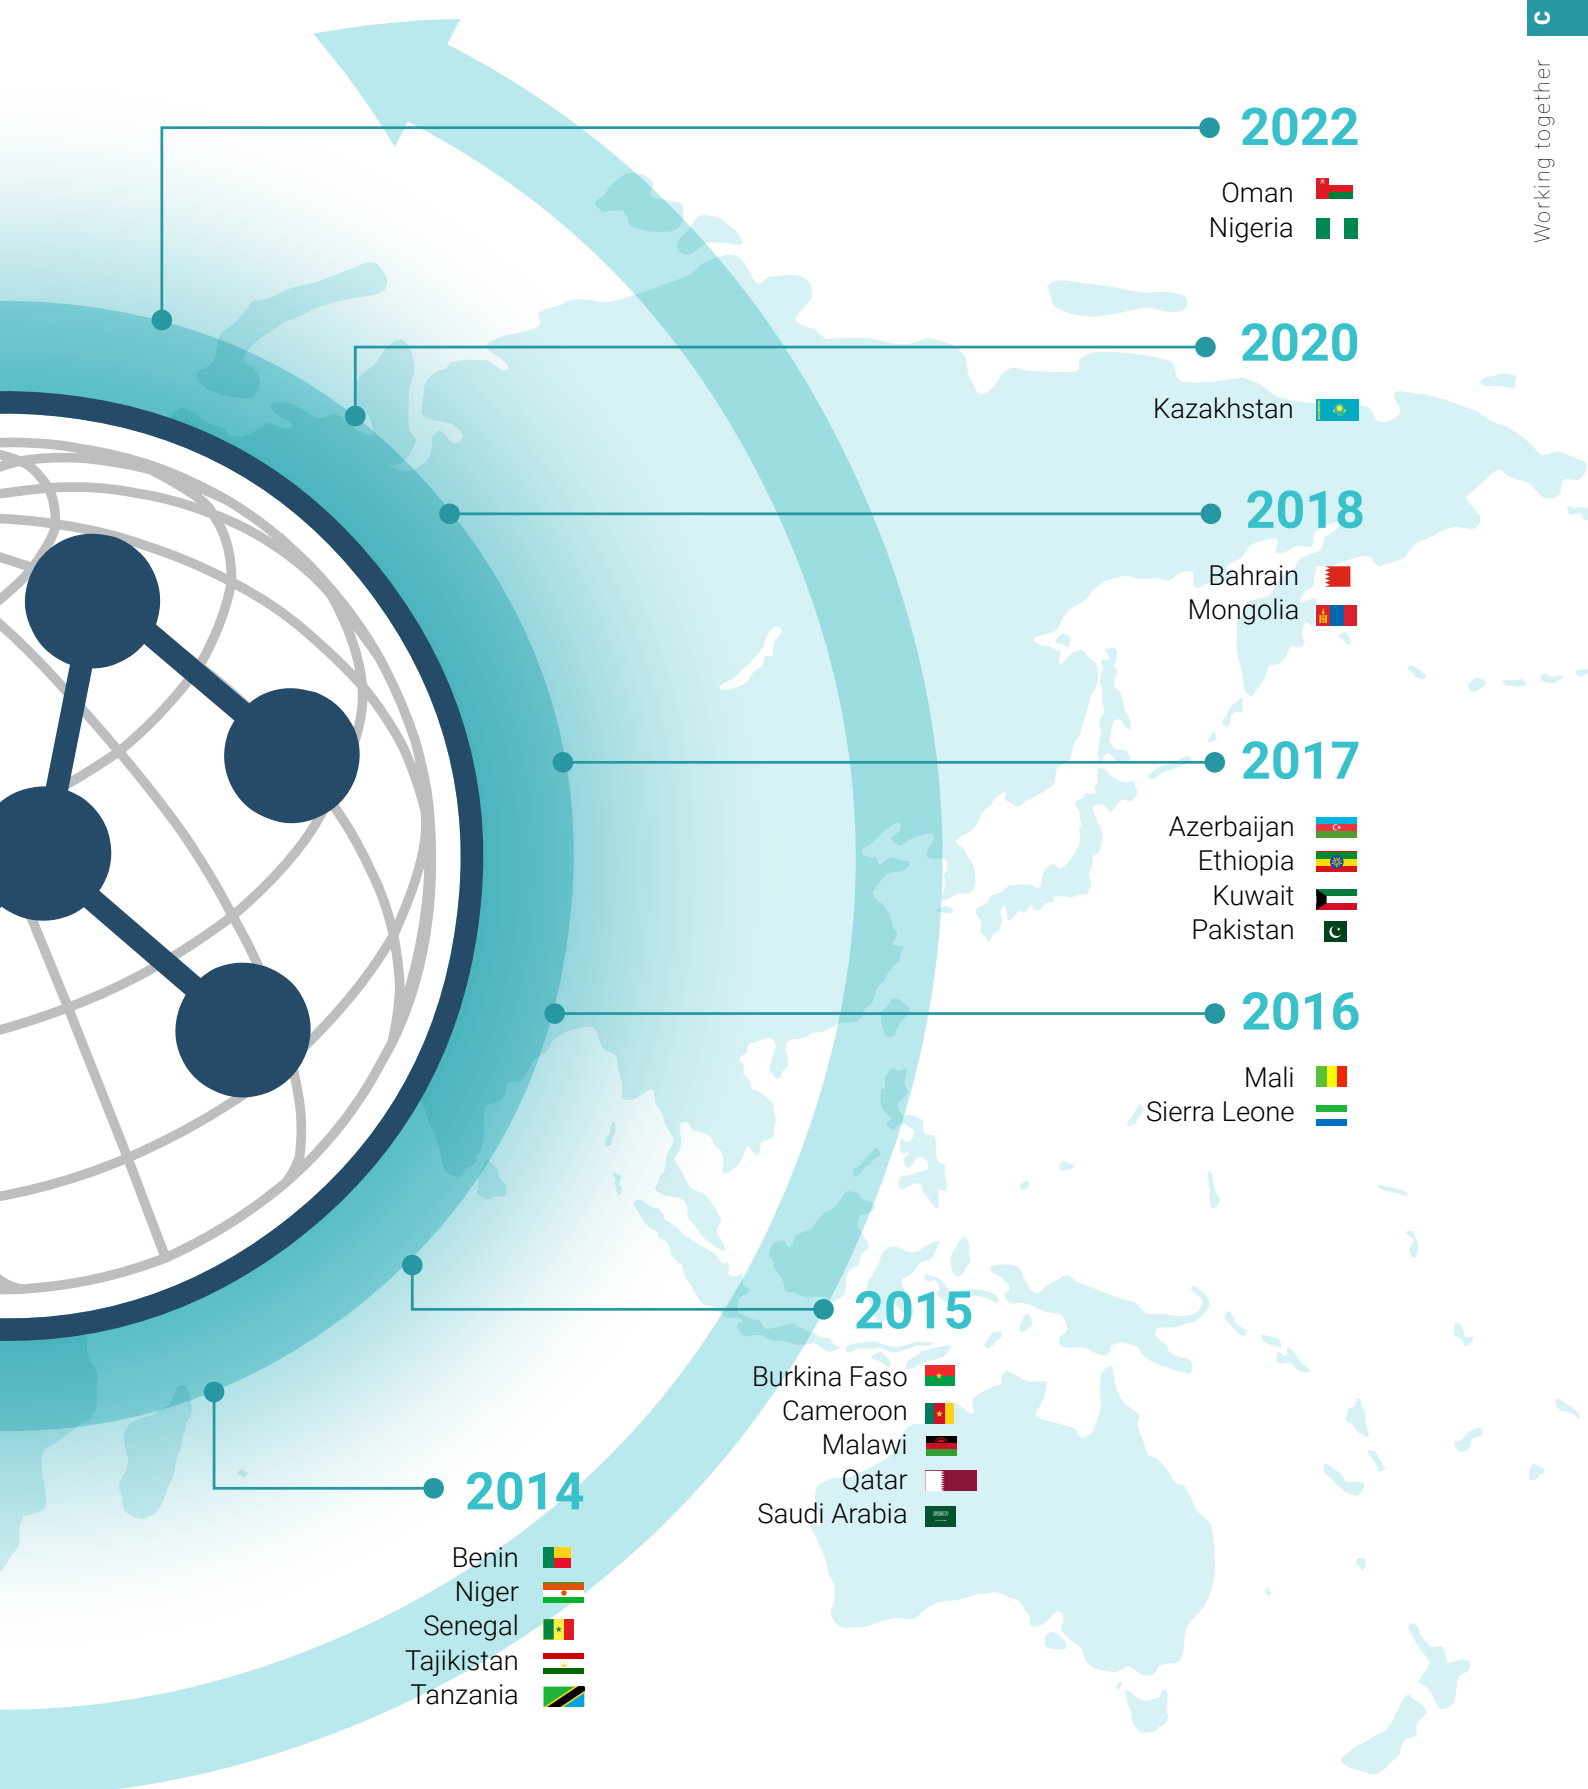 c
Working together
2022
Oman
Nigeria
2020
Kazakhstan
2018
Bahrain
Mongolia
2017
Azerbaijan
Ethiopia
Kuwait
Pakistan
2016
Mali
Sierra Leone
2015
Burkina Faso
Cameroon
Malawi
Qatar
Saudi Arabia
2014
Benin
Niger
Senegal
Tajikistan
Tanzania